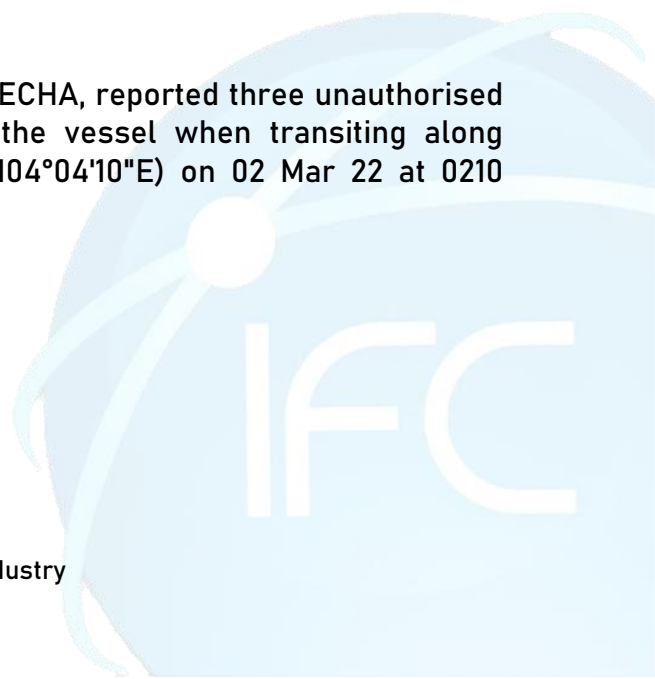 ECHA, reported three unauthorised
the vessel when transiting along
104°04'10"E) on 02 Mar 22 at 0210
IFC
dustry